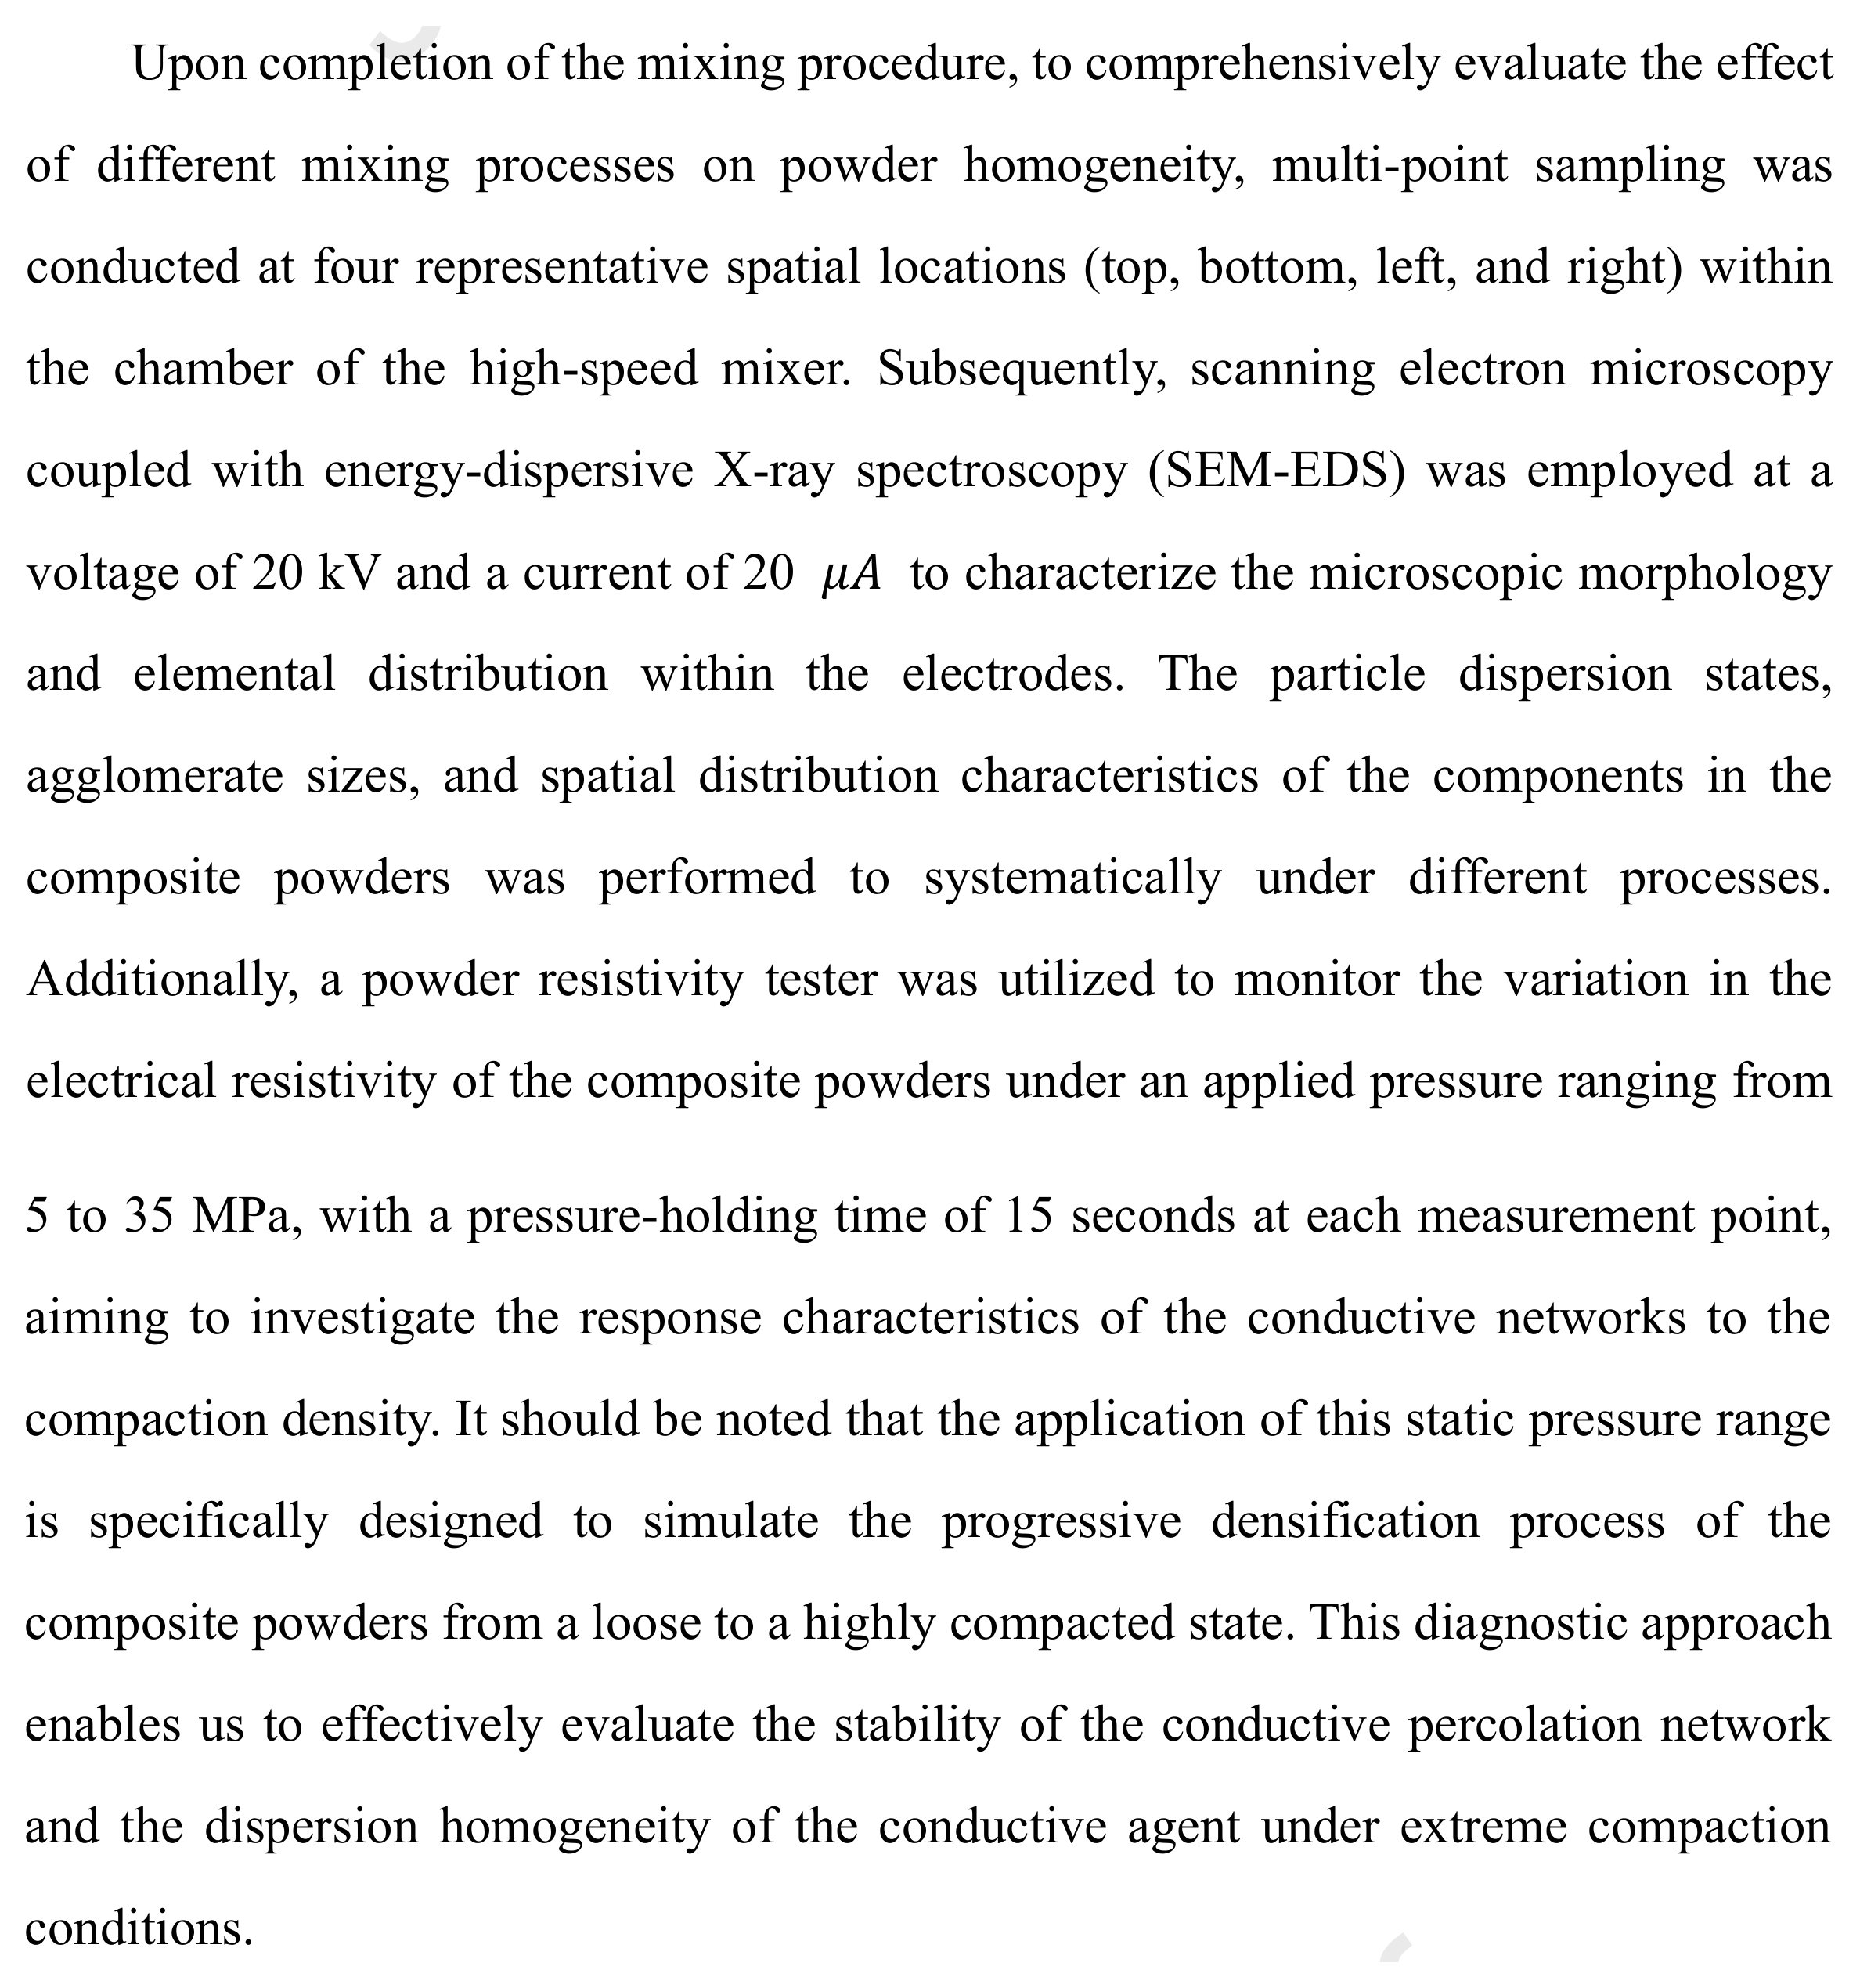 Upon completion of the mixing procedure, to comprehensively evaluate the effect
of different mixing processes on powder homogeneity, multi-point sampling was
conducted at four representative spatial locations (top, bottom, left, and right) within
the chamber of the high-speed mixer. Subsequently, scanning electron microscopy
coupled with energy-dispersive X-ray spectroscopy (SEM-EDS) was employed at a
voltage of 20 kV and a current of 20 μA to characterize the microscopic morphology
and elemental distribution within the electrodes. The particle dispersion states,
agglomerate sizes, and spatial distribution characteristics of the components in the
composite powders was performed to systematically under different processes.
Additionally, a powder resistivity tester was utilized to monitor the variation in the
electrical resistivity of the composite powders under an applied pressure ranging from
5 to 35 MPa, with a pressure-holding time of 15 seconds at each measurement point,
aiming to investigate the response characteristics of the conductive networks to the
compaction density. It should be noted that the application of this static pressure range
is specifically designed to simulate the progressive densification process of the
composite powders from a loose to a highly compacted state. This diagnostic approach
enables us to effectively evaluate the stability of the conductive percolation network
and the dispersion homogeneity of the conductive agent under extreme compaction
conditions.